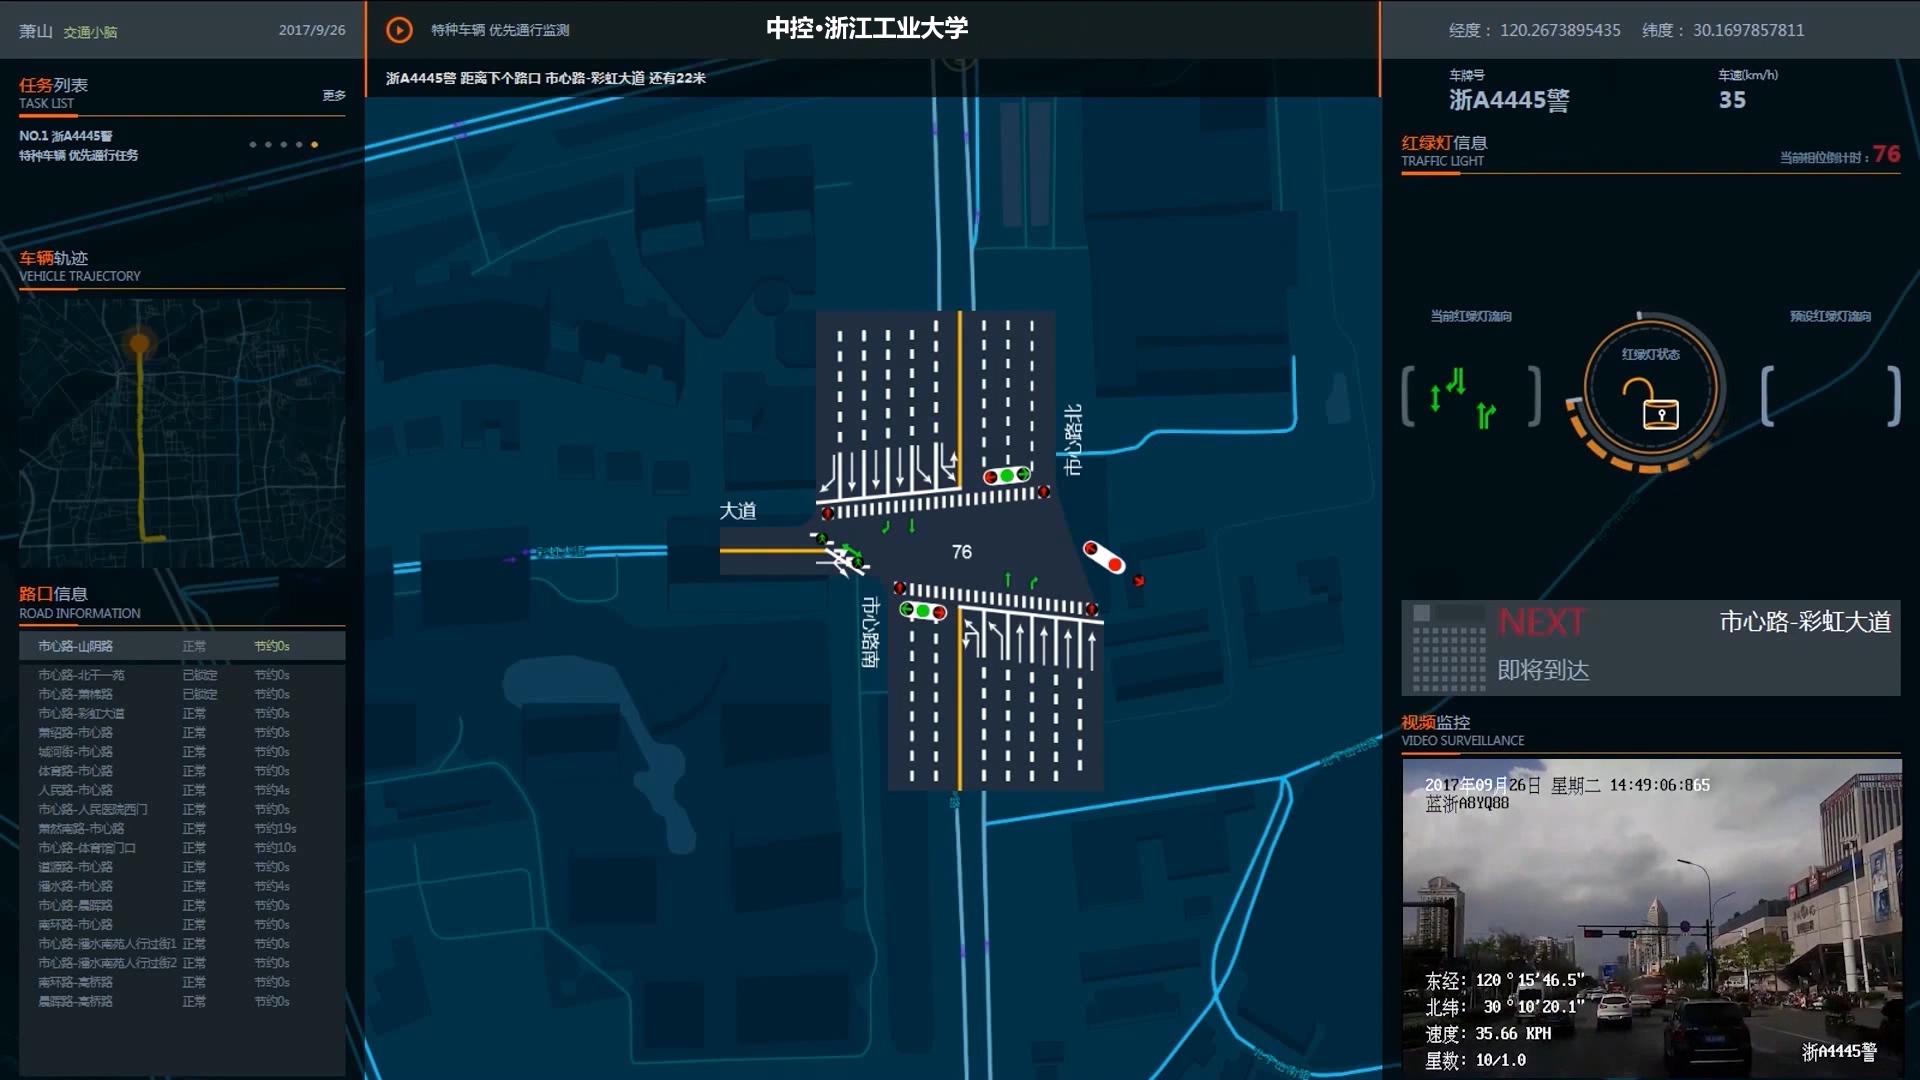 萧山 交通小脑
2017/9/26
特种车辆 优先通行监测
中控·浙江工业大学
经度： 120.2673895435 纬度： 30.1697857811
浙A4445警 距离下个路口 市心路-彩虹大道 还有22米
任务列表
TASK LIST
更多
NO.1 浙A4445警
特种车辆 优先通行任务
车辆轨迹
VEHICLE TRAJECTORY
路口信息
ROAD INFORMATION
市心路-山阴路 正常 节约0s
市心路-北干一苑 已锁定 节约0s
市心路-萧棉路 已锁定 节约0s
市心路-彩虹大道 正常 节约0s
萧绍路-市心路 正常 节约0s
城河街-市心路 正常 节约0s
体育路-市心路 正常 节约0s
人民路-市心路 正常 节约4s
市心路-人民医院西门 正常 节约0s
萧然南路-市心路 正常 节约19s
市心路-体育馆门口 正常 节约10s
道源路-市心路 正常 节约0s
潘水路-市心路 正常 节约4s
市心路-晨晖路 正常 节约0s
南环路-市心路 正常 节约0s
市心路-潘水南苑人行过街1 正常 节约0s
市心路-潘水南苑人行过街2 正常 节约0s
南环路-高桥路 正常 节约0s
晨晖路-高桥路 正常 节约0s
大道
市心路北
76
市心路南
彩虹大道
北干山北路
北干山南路
车牌号
浙A4445警
车速(km/h)
35
红绿灯信息
TRAFFIC LIGHT
当前相位倒计时：76
当前红绿灯流向
红绿灯状态
预设红绿灯流向
NEXT
市心路-彩虹大道
即将到达
视频监控
VIDEO SURVEILLANCE
2017年09月26日 星期二 14:49:06:865
蓝浙A8YQ88
东经: 120°15'46.5"
北纬: 30°10'20.1"
速度: 35.66 KPH
星数: 10/1.0
浙A4445警